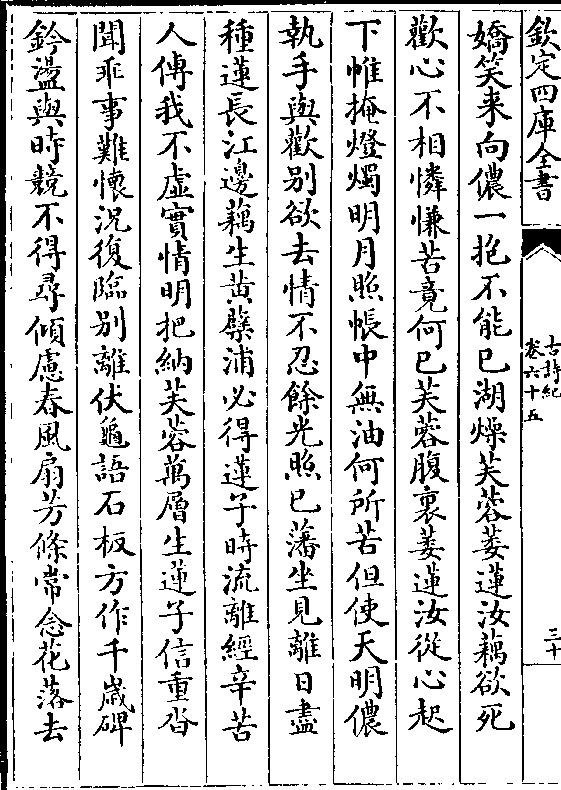 欽定四庫全書
古詩紀
卷六十五
三十
嬌笑来向儂一抱不能已湖燥芙蓉萎蓮汝藕欲死
歡心不相憐慊苦竟何已芙蓉腹裏萎蓮汝從心起
下帷掩燈燭明月照帳中無油何所苦但使天明儂
執手與歡别欲去情不忍餘光照已藩坐見離日盡
種蓮長江邊藕生黄蘗浦必得蓮子時流離經辛苦
人傳我不虚實情明把納芙蓉萬層生蓮子信重沓
聞乖事難懷況復臨别離伏龜語石板方作千歲碑
鈴盪與時競不得尋傾慮春風扇芳條常念花落去